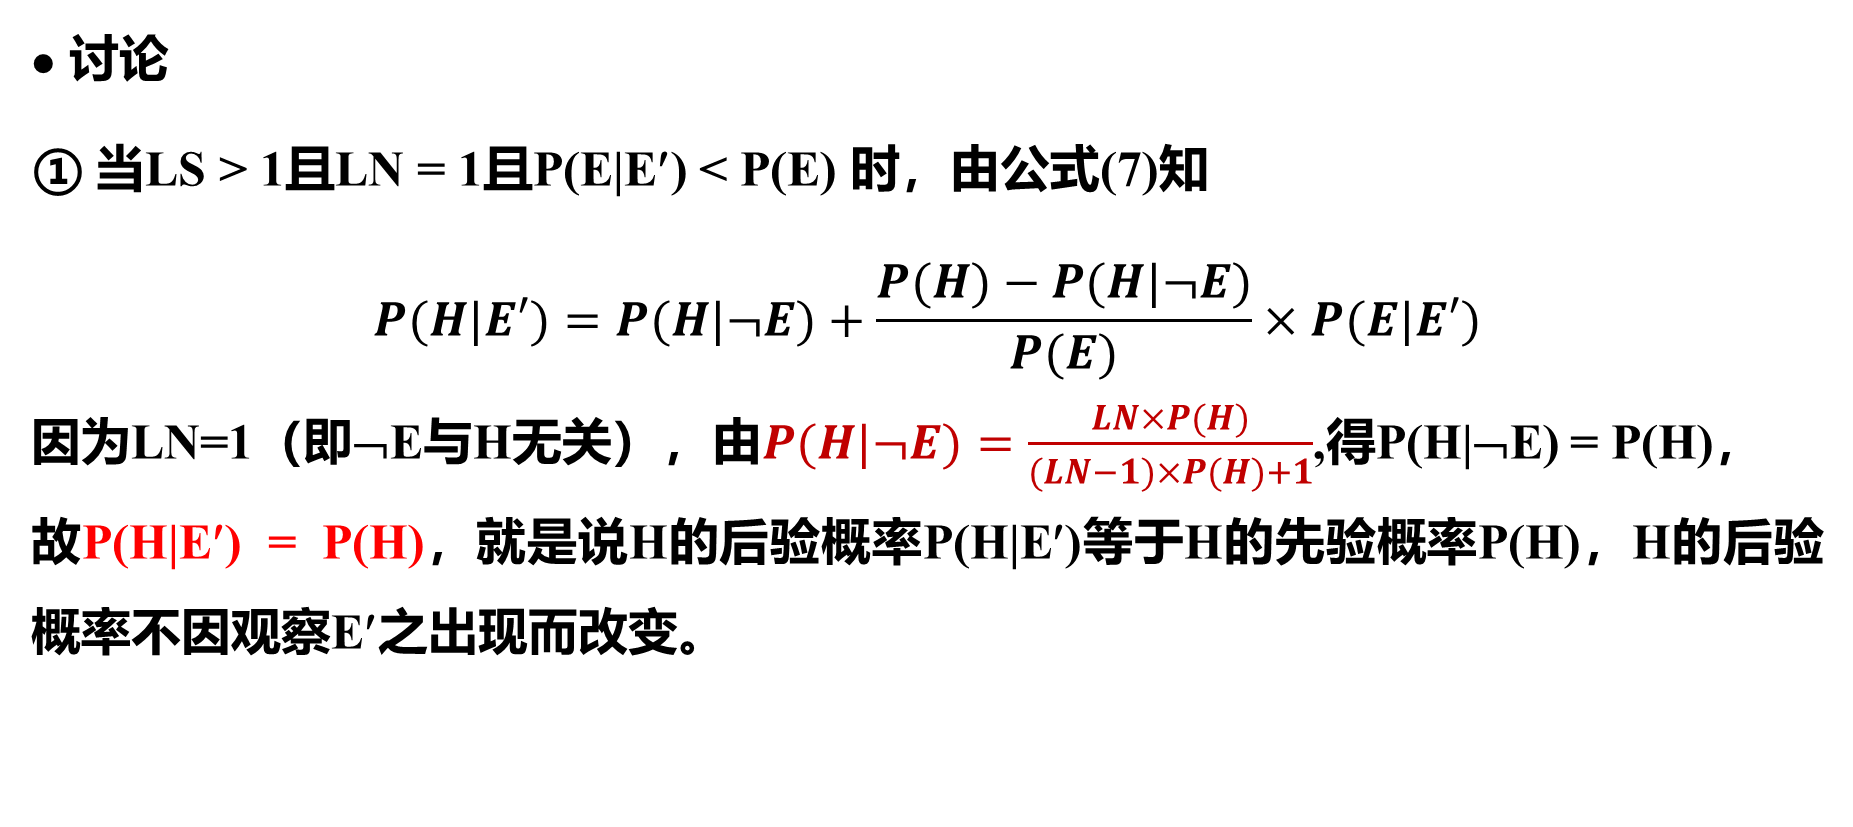 • 讨论
① 当LS > 1且LN = 1且P(E|E′) < P(E) 时，由公式(7)知
P(H|E′) = P(H|¬E) + \frac{P(H) − P(H|¬E)}{P(E)} × P(E|E′)
因为LN=1（即¬E与H无关），由P(H|¬E) = \frac{LN×P(H)}{(LN−1)×P(H)+1},得P(H|¬E) = P(H)，
故P(H|E′) = P(H)，就是说H的后验概率P(H|E′)等于H的先验概率P(H)，H的后验
概率不因观察E′之出现而改变。